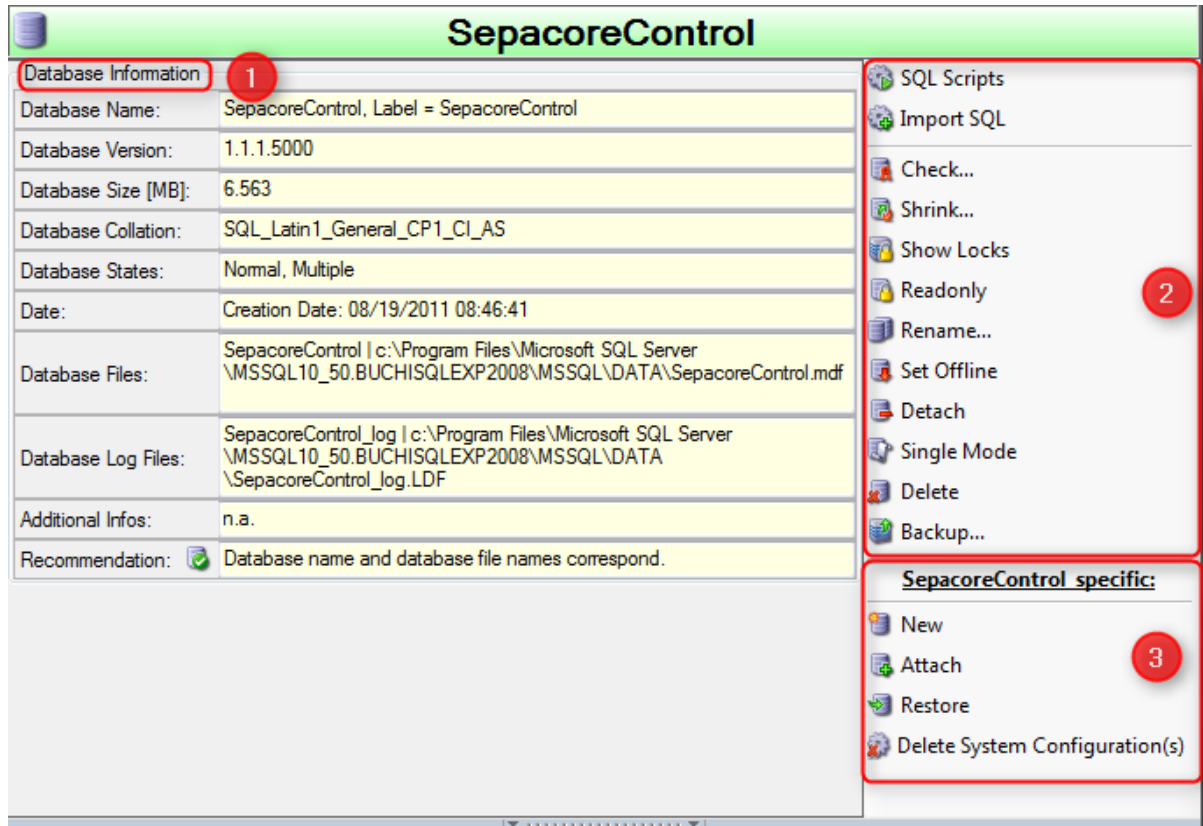 SepacoreControl
Database Information
1
Database Name: SepacoreControl, Label = SepacoreControl
Database Version: 1.1.1.5000
Database Size [MB]: 6.563
Database Collation: SQL_Latin1_General_CP1_CI_AS
Database States: Normal, Multiple
Date: Creation Date: 08/19/2011 08:46:41
Database Files: SepacoreControl | c:\Program Files\Microsoft SQL Server
\MSSQL10_50.BUCHISQLEXP2008\MSSQL\DATA\SepacoreControl.mdf
Database Log Files: SepacoreControl_log | c:\Program Files\Microsoft SQL Server
\MSSQL10_50.BUCHISQLEXP2008\MSSQL\DATA
\SepacoreControl_log.LDF
Additional Infos: n.a.
Recommendation: Database name and database file names correspond.
SQL Scripts
Import SQL
Check...
Shrink...
Show Locks
Readonly
2
Rename...
Set Offline
Detach
Single Mode
Delete
Backup...
SepacoreControl specific:
New
Attach
3
Restore
Delete System Configuration(s)